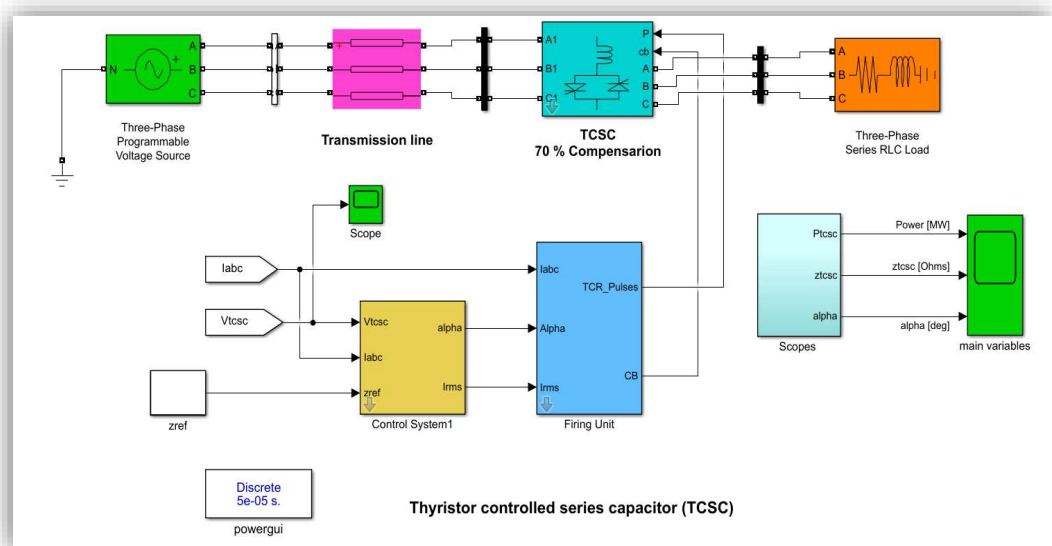 N
A
B
C
A
B
C
Three-Phase
Programmable
Voltage Source
Transmission line
A1
B1
C1
P
cb
A
B
C
TCSC
70 % Compensarion
A
B
C
Three-Phase
Series RLC Load
Scope
Iabc
Vtcsc
zref
Vtcsc
Iabc
zref
alpha
Irms
Control System1
Iabc
Alpha
Irms
TCR_Pulses
CB
Firing Unit
Ptcsc
ztcsc
alpha
Scopes
Power [MW]
ztcsc [Ohms]
alpha [deg]
main variables
Discrete
5e-05 s.
powergui
Thyristor controlled series capacitor (TCSC)